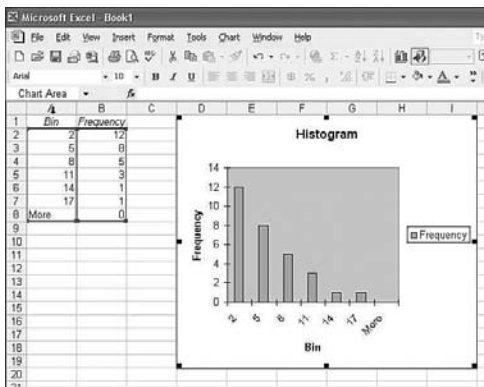 Microsoft Excel - Book1
File Edit View Insert Format Tools Chart Window Help
Arial 10 B I U $ %
Chart Area fx
A B C D E F G H I
1 Bin Frequency
2 2 12
3 5 8
4 8 5
5 11 3
6 14 1
7 17 1
8 More 0
9
10
11
12
13
14
15
16
17
18
19
20
21
Histogram
Frequency
14
12
10
8
6
4
2
0
2 5 8 11 14 17 More
Bin
Frequency